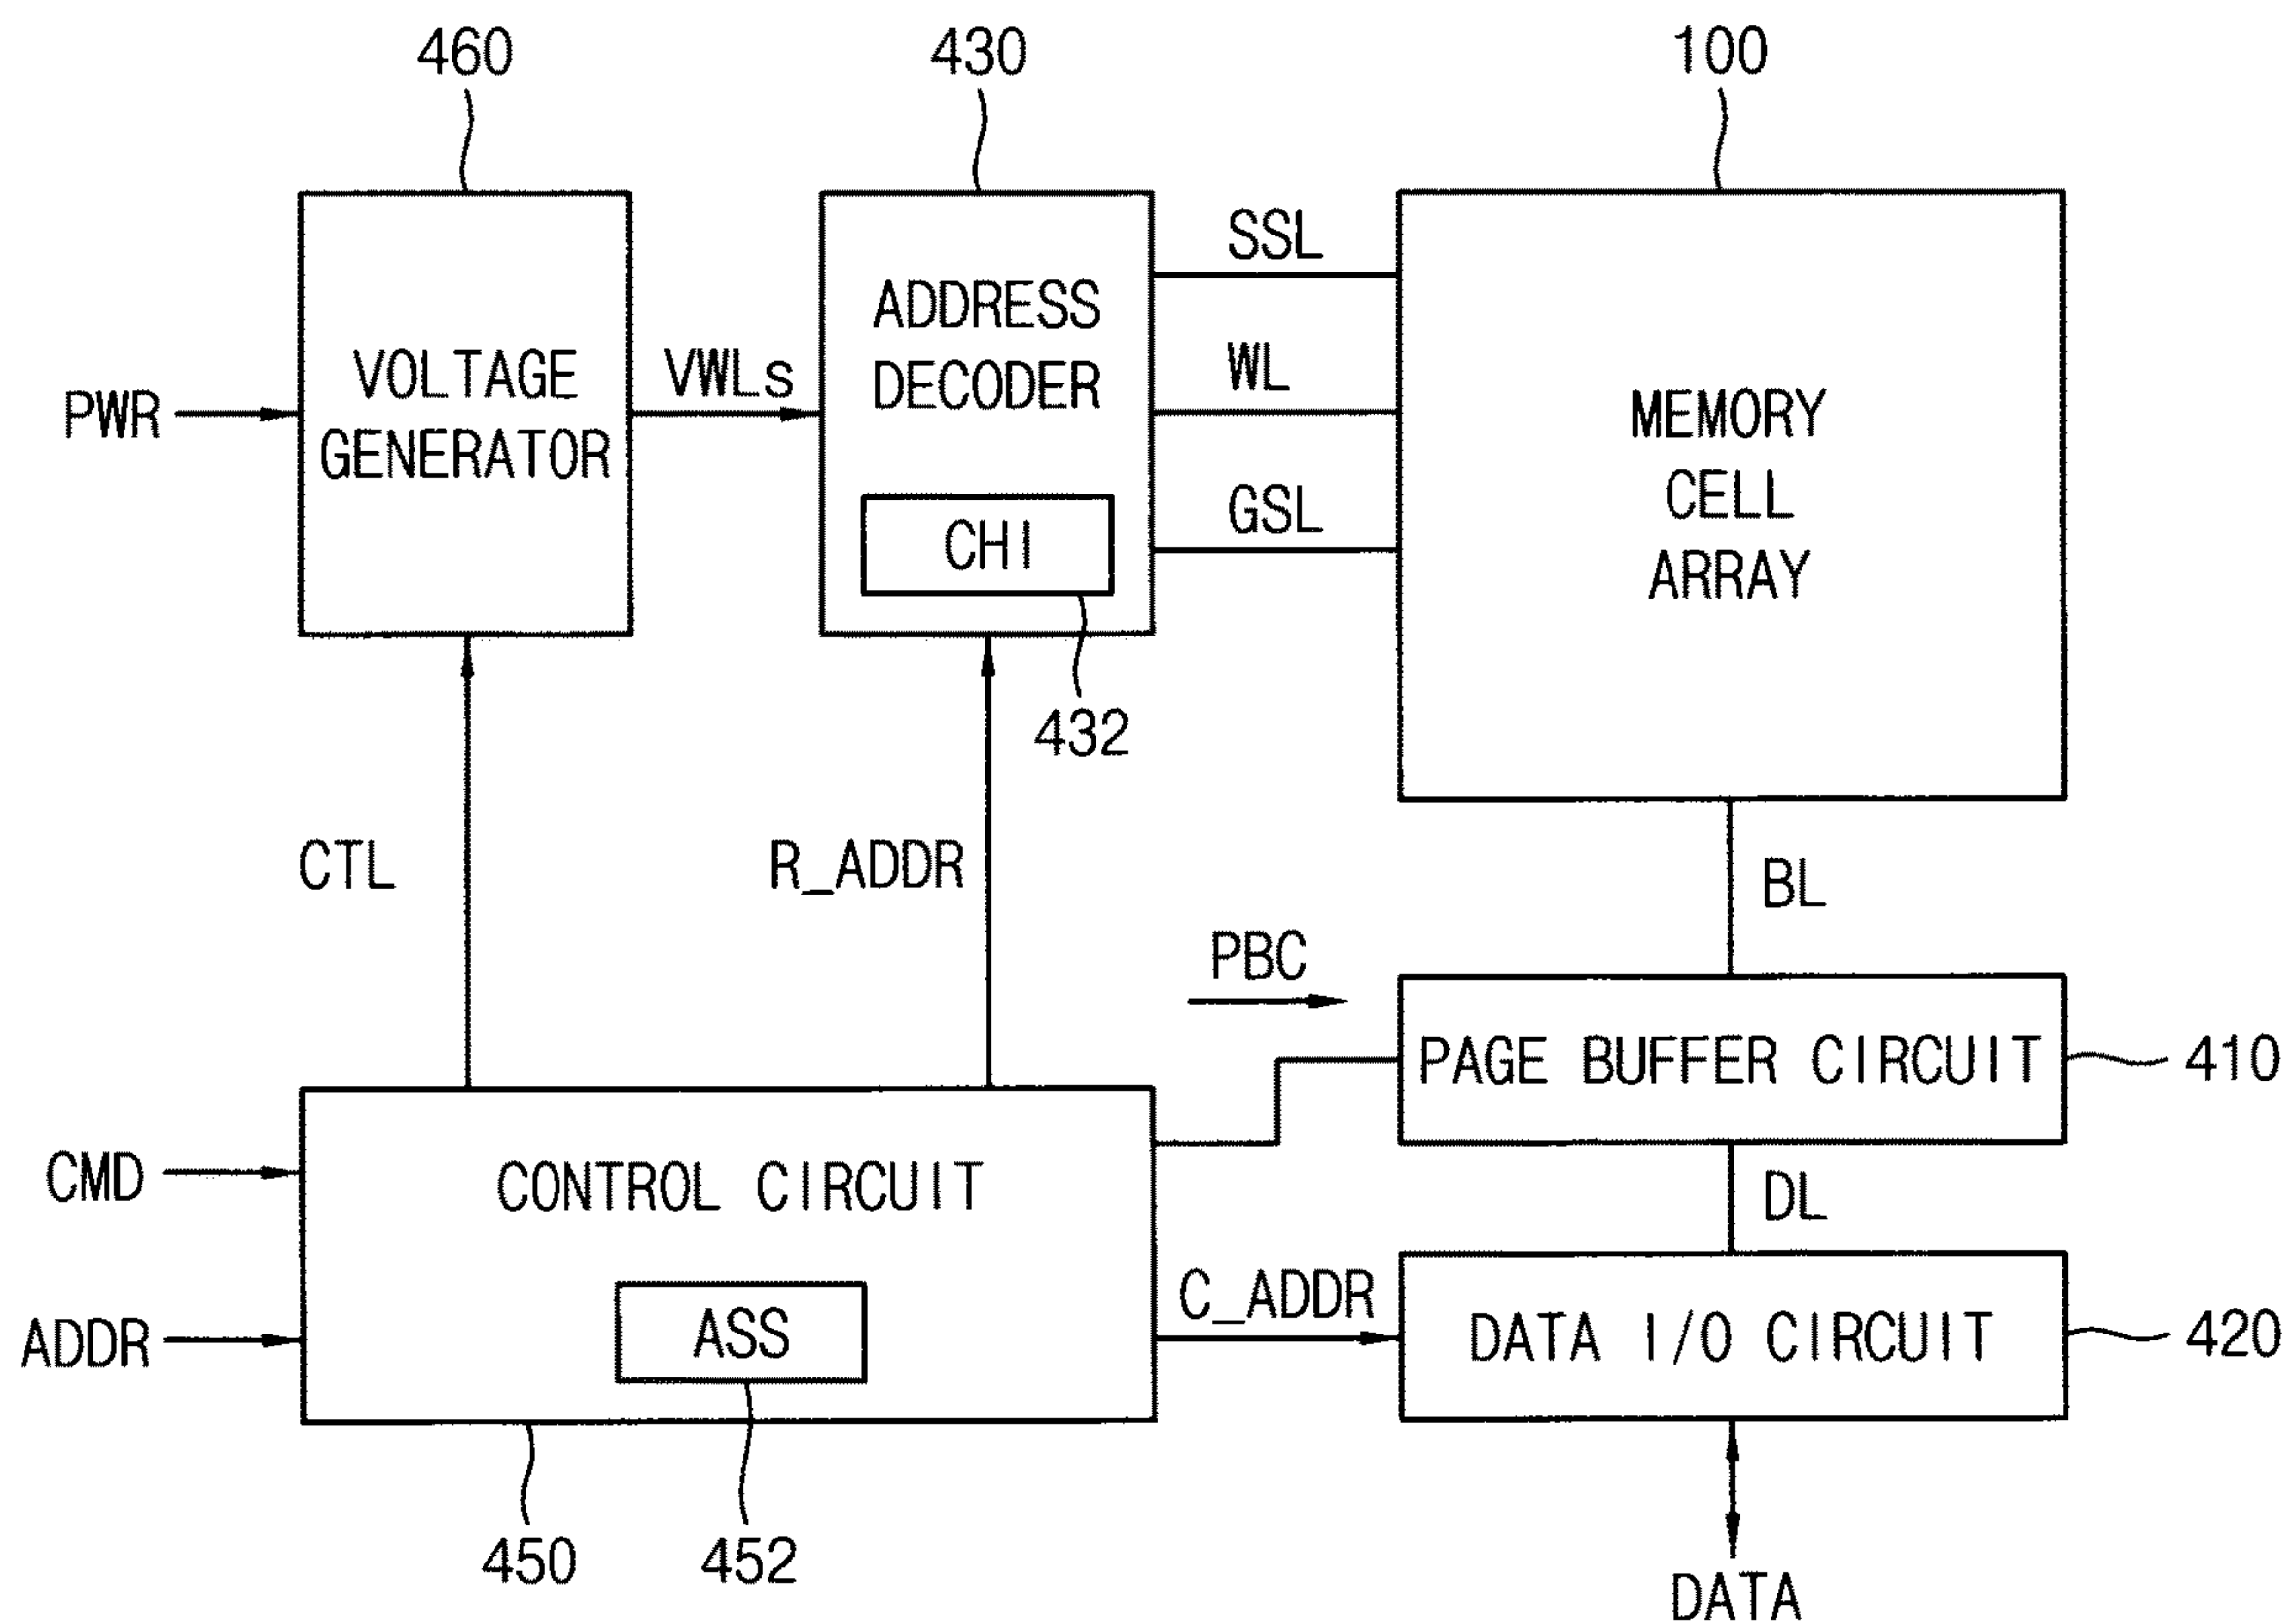 460
430
100
SSL
ADDRESS
DECODER
WL
VOLTAGE
GENERATOR
VWLs
PWR
MEMORY
CELL
ARRAY
GSL
CHI
432
CTL
R_ADDR
BL
PBC
PAGE BUFFER CIRCUIT
410
CMD
CONTROL CIRCUIT
DL
C_ADDR
ADDR
ASS
DATA I/O CIRCUIT
420
450
452
DATA